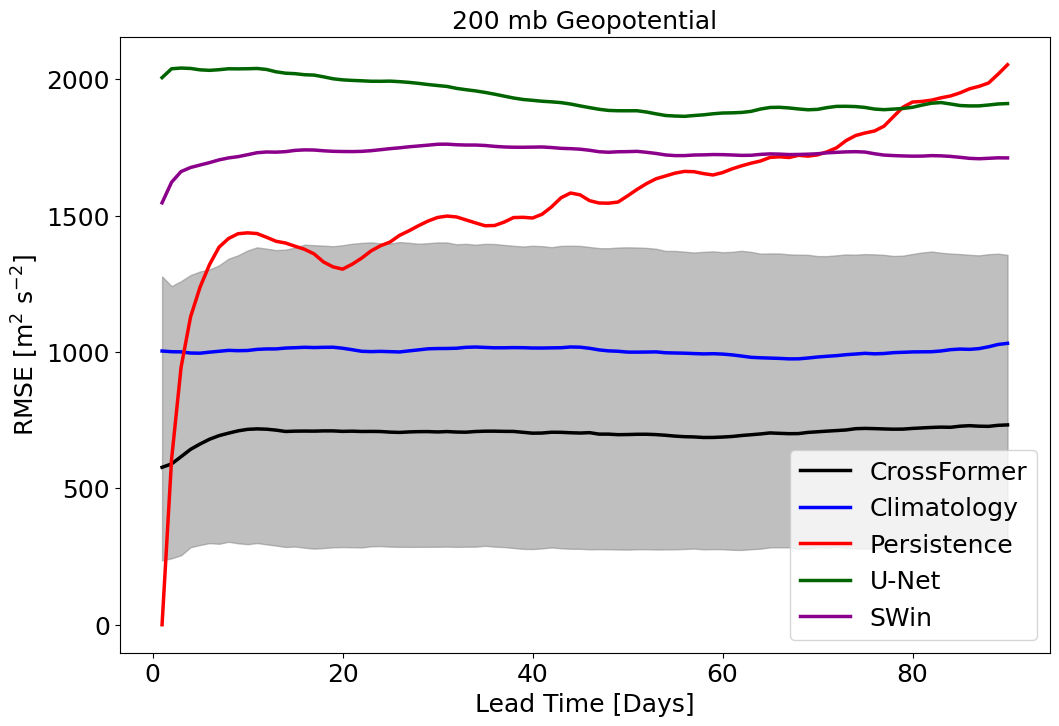 200 mb Geopotential
RMSE [m² s⁻²]
2000
1500
1000
500
0
0 20 40 60 80
Lead Time [Days]
CrossFormer
Climatology
Persistence
U-Net
SWin